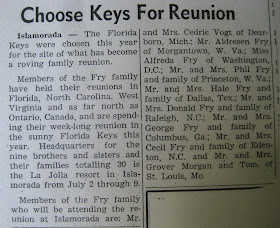 Choose Keys For Reunion
Islamorada — The Florida
Keys were chosen this year
for the site of what has become
a roving family reunion.
Members of the Fry family
have held their reunions in
Florida, North Carolina, West
Virginia and as far north as
Ontario, Canada, and are spend-
ing their week-long reunion in
the sunny Florida Keys this
year. Headquarters for the
nine brothers and sisters and
their families totalling 30 is
the La Jolla resort in Isla-
morada from July 2 through 9.
Members of the Fry family
who will be attending the re-
union at Islamorada are: Mr.
and Mrs. Cedric Vogt of Dear-
born, Mich.; Mr. Aldresen Fry
of Morgantown, W. Va.; Miss
Alfreda Fry of Washington,
D.C.; Mr. and Mrs. Phil Fry
and family of Princeton, W. Va.;
Mr. and Mrs. Hale Fry and
family of Dallas, Tex.; Mr. and
Mrs. Donald Fry and family of
Raleigh, N.C.; Mr. and Mrs.
George Fry and family of
Columbus, Ga.; Mr. and Mrs.
Cecil Fry and family of Eden-
ton, N.C. and Mr. and Mrs.
Grover Morgan and Tom, of
St. Louis, Mo.